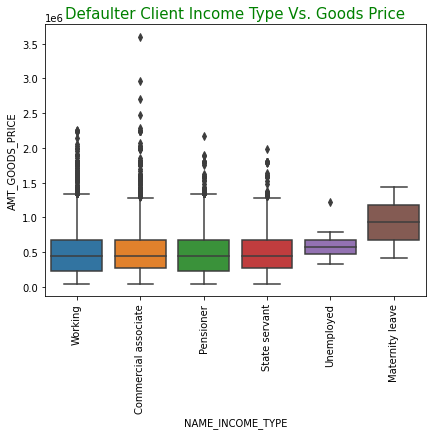 Defaulter Client Income Type Vs. Goods Price
1e6
3.5
3.0
2.5
2.0
1.5
1.0
0.5
0.0
AMT_GOODS_PRICE
Working
Commercial associate
Pensioner
State servant
Unemployed
Maternity leave
NAME_INCOME_TYPE